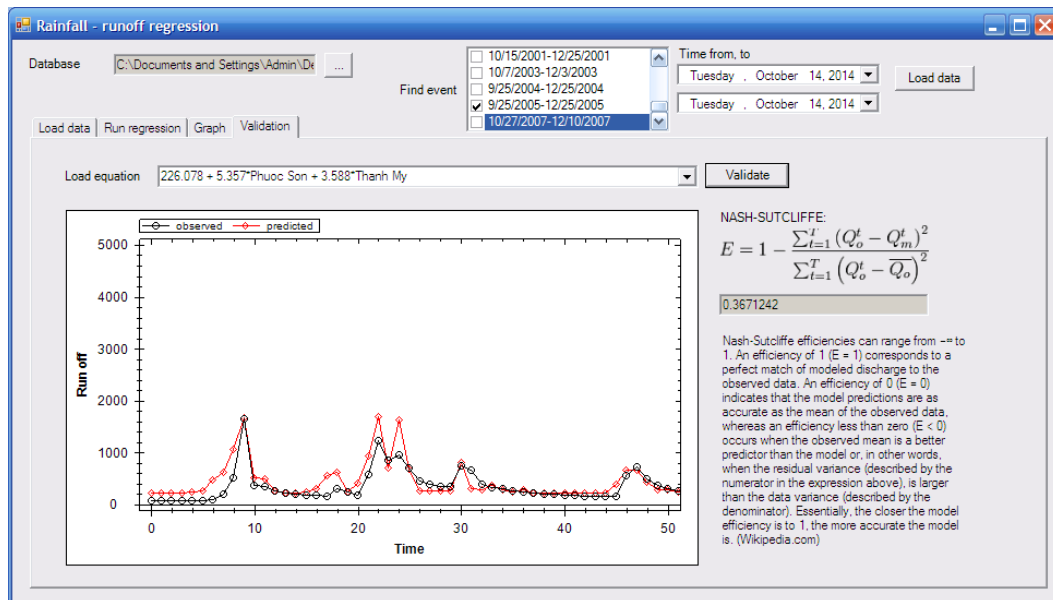 Rainfall - runoff regression
Database
C:\Documents and Settings\Admin\De
...
Find event
10/15/2001-12/25/2001
10/7/2003-12/3/2003
9/25/2004-12/25/2004
9/25/2005-12/25/2005
10/27/2007-12/10/2007
Time from, to
Tuesday , October 14, 2014
Tuesday , October 14, 2014
Load data
Load data
Run regression
Graph
Validation
Load equation
226.078 + 5.357*Phuoc Son + 3.588*Thanh My
Validate
observed
predicted
5000
4000
3000
2000
1000
0
Run off
0
10
20
30
40
50
Time
NASH-SUTCLIFFE:
E = 1 - \frac{\sum_{t=1}^{T} (Q_o^t - Q_m^t)^2}{\sum_{t=1}^{T} (Q_o^t - \overline{Q_o})^2}
0.3671242
Nash-Sutcliffe efficiencies can range from -∞ to
1. An efficiency of 1 (E = 1) corresponds to a
perfect match of modeled discharge to the
observed data. An efficiency of 0 (E = 0)
indicates that the model predictions are as
accurate as the mean of the observed data,
whereas an efficiency less than zero (E < 0)
occurs when the observed mean is a better
predictor than the model or, in other words,
when the residual variance (described by the
numerator in the expression above), is larger
than the data variance (described by the
denominator). Essentially, the closer the model
efficiency is to 1, the more accurate the model
is. (Wikipedia.com)